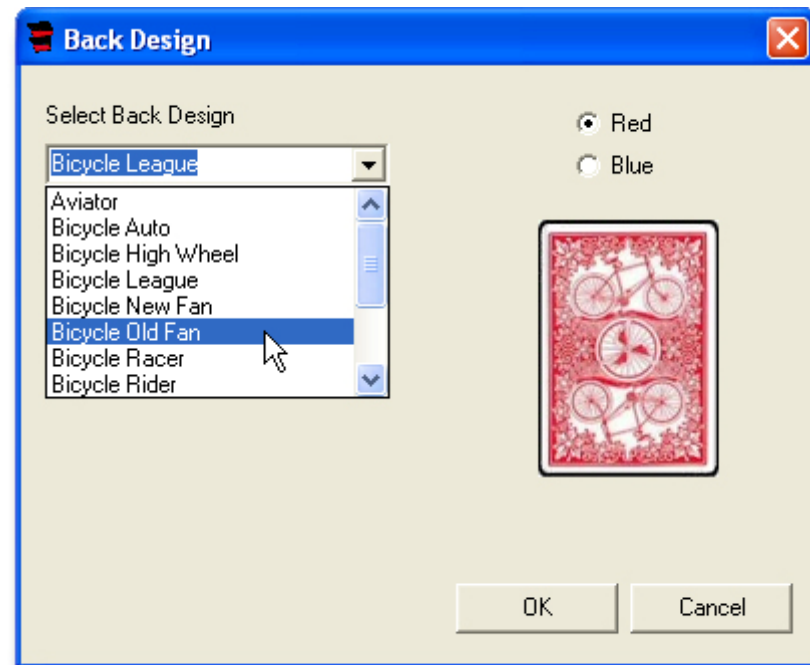 Back Design
Select Back Design
Bicycle League
Aviator
Bicycle Auto
Bicycle High Wheel
Bicycle League
Bicycle New Fan
Bicycle Old Fan
Bicycle Racer
Bicycle Rider
Red
Blue
OK
Cancel